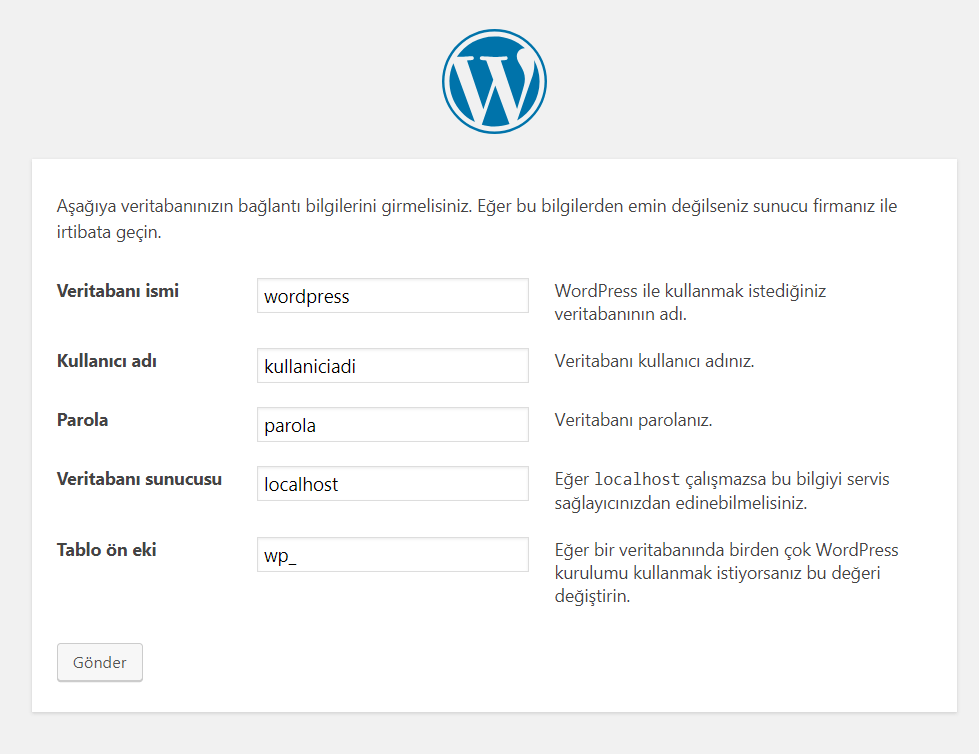 Aşağıya veritabanınızın bağlantı bilgilerini girmelisiniz. Eğer bu bilgilerden emin değilseniz sunucu firmanız ile
irtibata geçin.
Veritabanı ismi
wordpress
WordPress ile kullanmak istediğiniz
veritabanının adı.
Kullanıcı adı
kullaniciadi
Veritabanı kullanıcı adınız.
Parola
parola
Veritabanı parolanız.
Veritabanı sunucusu
localhost
Eğer localhost çalışmazsa bu bilgiyi servis
sağlayıcınızdan edinebilmelisiniz.
Tablo ön eki
wp_
Eğer bir veritabanında birden çok WordPress
kurulumu kullanmak istiyorsanız bu değeri
değiştirin.
Gönder